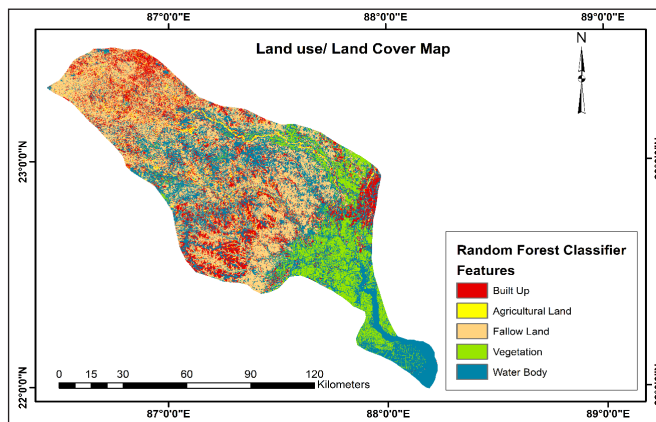 87°0'0"E 88°0'0"E 89°0'0"E
Land use/ Land Cover Map
N
23°0'0"N
Random Forest Classifier
Features
Built Up
Agricultural Land
Fallow Land
Vegetation
Water Body
0 15 30 60 90 120
Kilometers
22°0'0"N
87°0'0"E 88°0'0"E 89°0'0"E